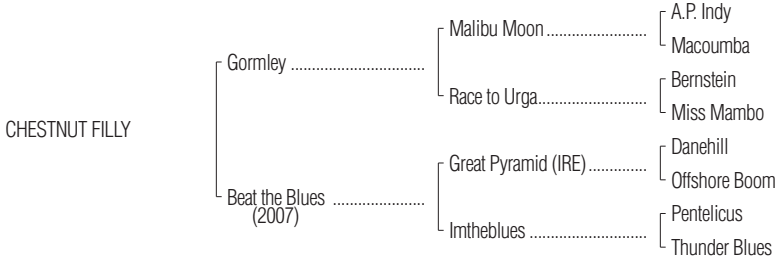 A.P. Indy
Malibu Moon ........................
Macoumba
Gormley ................................
Bernstein
Race to Urga..........................
Miss Mambo
CHESTNUT FILLY
Danehill
Great Pyramid (IRE) ..............
Offshore Boom
Beat the Blues ......................
(2007)
Pentelicus
Imtheblues ............................
Thunder Blues